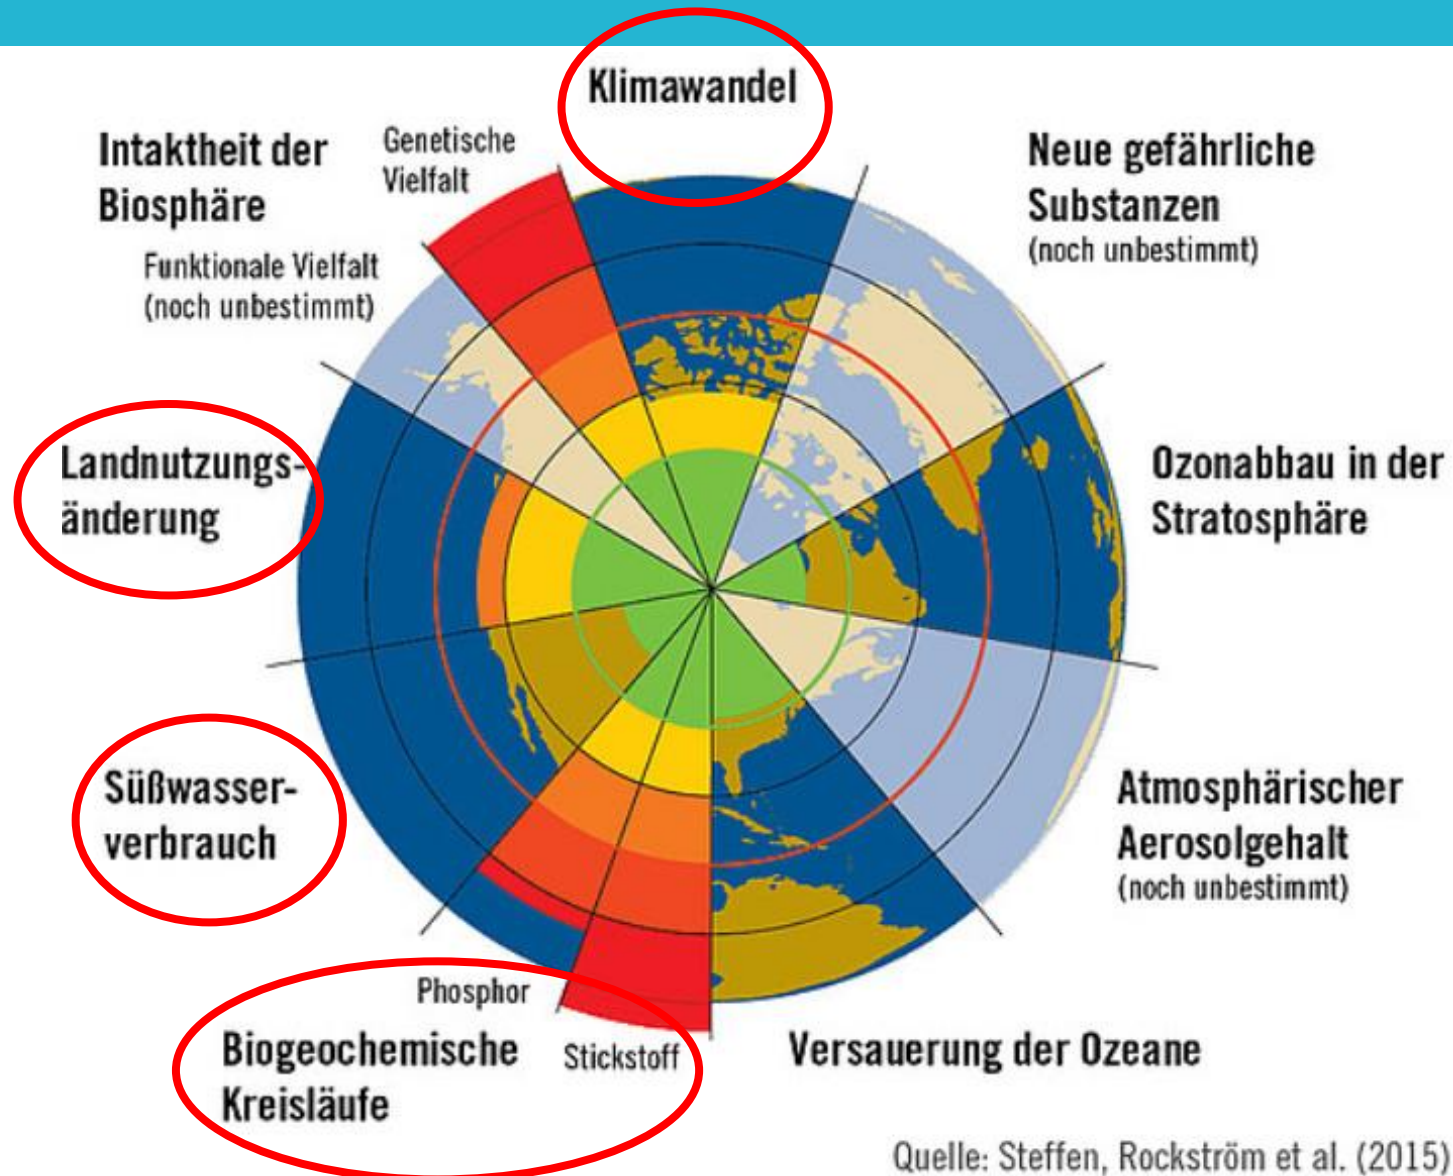 Klimawandel
Intaktheit der
Biosphäre
Genetische
Vielfalt
Funktionale Vielfalt
(noch unbestimmt)
Neue gefährliche
Substanzen
(noch unbestimmt)
Landnutzungs-
änderung
Ozonabbau in der
Stratosphäre
Süßwasser-
verbrauch
Atmosphärischer
Aerosolgehalt
(noch unbestimmt)
Phosphor
Stickstoff
Biogeochemische
Kreisläufe
Versauerung der Ozeane
Quelle: Steffen, Rockström et al. (2015)